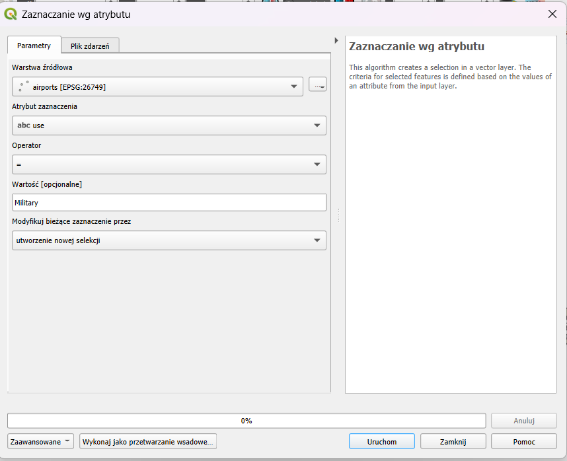 Zaznaczanie wg atrybutu
Parametry
Plik zdarzeń
Warstwa źródłowa
airports [EPSG:26749]
...
Atrybut zaznaczenia
abc use
Operator
=
Wartość [opcjonalne]
Military
Modyfikuj bieżące zaznaczenie przez
utworzenie nowej selekcji
Zaznaczanie wg atrybutu
This algorithm creates a selection in a vector layer. The
criteria for selected features is defined based on the values of
an attribute from the input layer.
0%
Anuluj
Zaawansowane
Wykonaj jako przetwarzanie wsadowe...
Uruchom
Zamknij
Pomoc